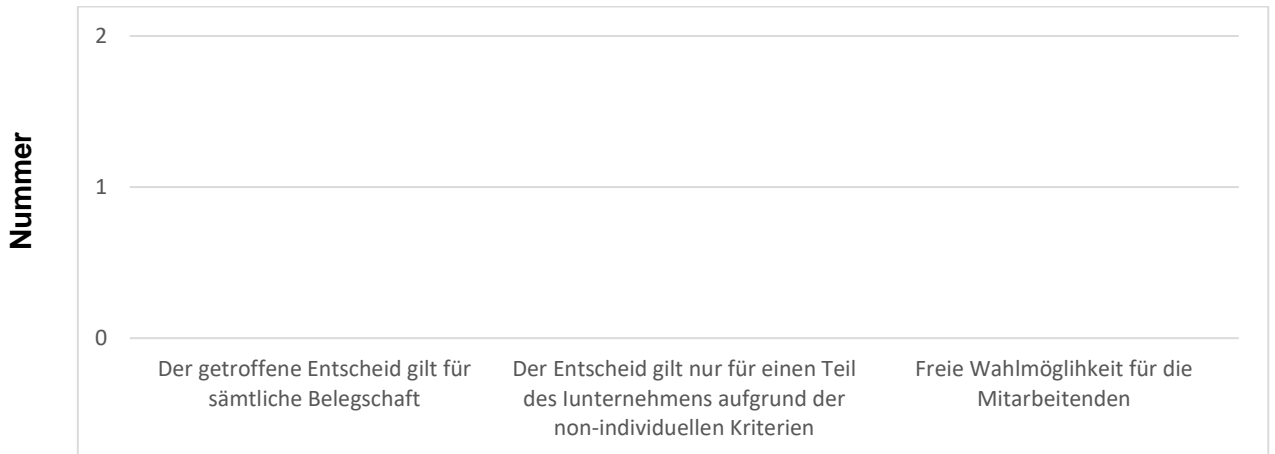 Nummer
2
1
0
Der getroffene Entscheid gilt für
sämtliche Belegschaft
Der Entscheid gilt nur für einen Teil
des Iunternehmens aufgrund der
non-individuellen Kriterien
Freie Wahlmöglihkeit für die
Mitarbeitenden